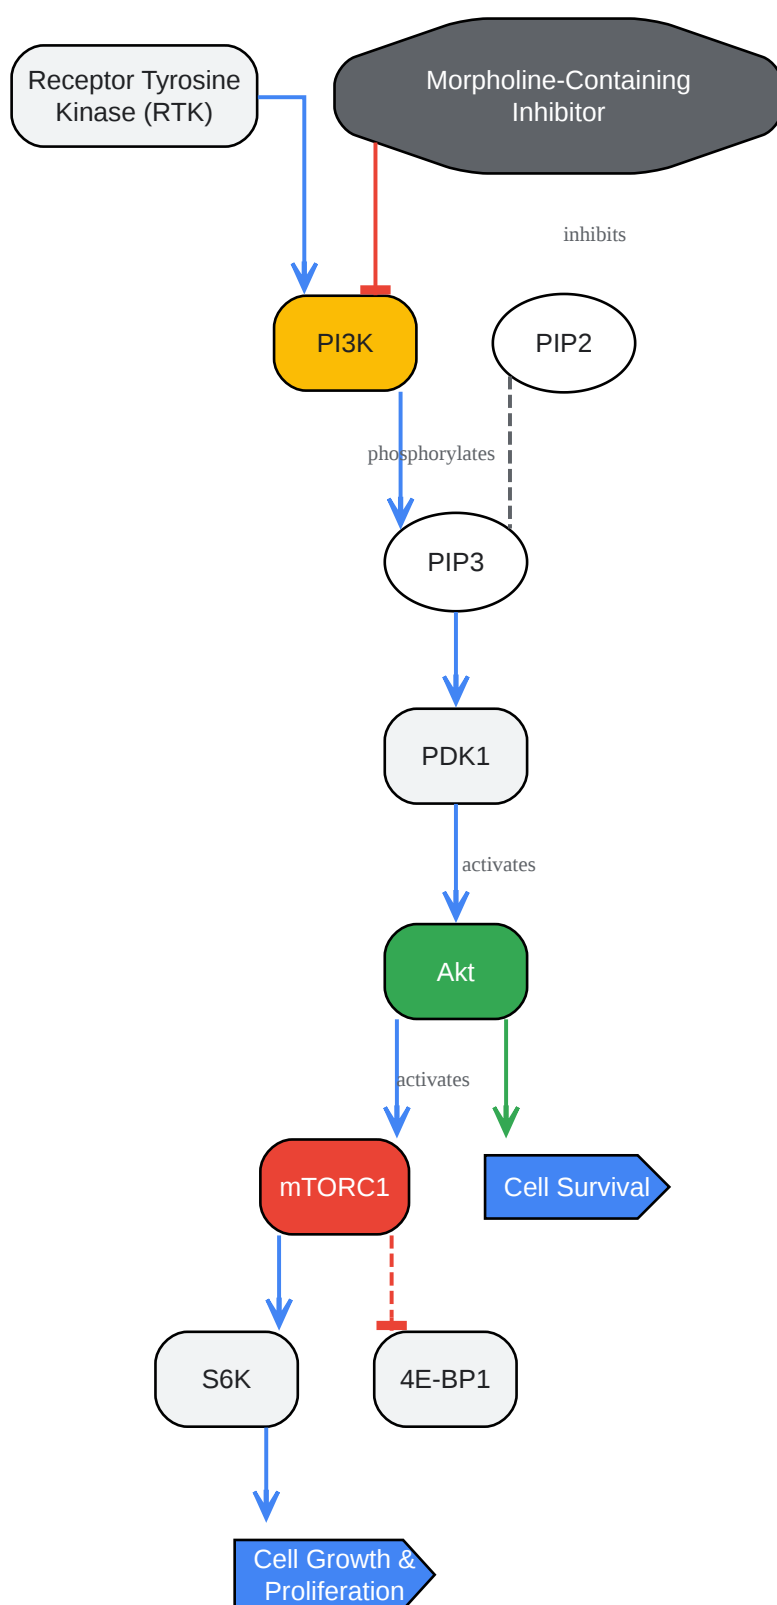 Receptor Tyrosine
Kinase (RTK)
Morpholine-Containing
Inhibitor
inhibits
PI3K
PIP2
phosphorylates
PIP3
PDK1
activates
Akt
activates
mTORC1
Cell Survival
S6K
4E-BP1
Cell Growth &
Proliferation